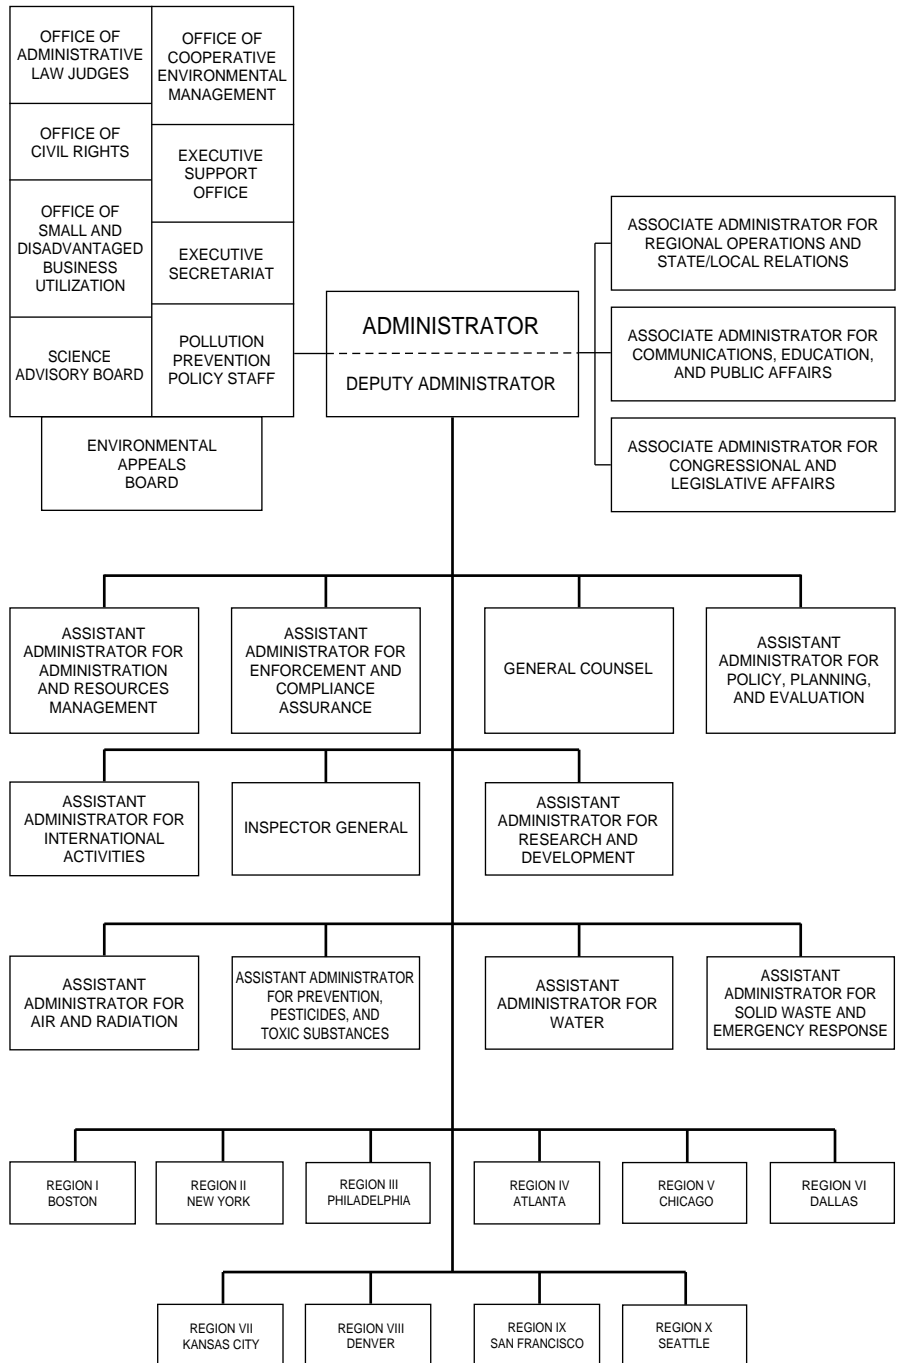 OFFICE OF
ADMINISTRATIVE
LAW JUDGES
OFFICE OF
COOPERATIVE
ENVIRONMENTAL
MANAGEMENT
OFFICE OF
CIVIL RIGHTS
EXECUTIVE
SUPPORT
OFFICE
OFFICE OF
SMALL AND
DISADVANTAGED
BUSINESS
UTILIZATION
EXECUTIVE
SECRETARIAT
SCIENCE
ADVISORY BOARD
POLLUTION
PREVENTION
POLICY STAFF
ENVIRONMENTAL
APPEALS
BOARD
ADMINISTRATOR
DEPUTY ADMINISTRATOR
ASSOCIATE ADMINISTRATOR FOR
REGIONAL OPERATIONS AND
STATE/LOCAL RELATIONS
ASSOCIATE ADMINISTRATOR FOR
COMMUNICATIONS, EDUCATION,
AND PUBLIC AFFAIRS
ASSOCIATE ADMINISTRATOR FOR
CONGRESSIONAL AND
LEGISLATIVE AFFAIRS
ASSISTANT
ADMINISTRATOR FOR
ADMINISTRATION
AND RESOURCES
MANAGEMENT
ASSISTANT
ADMINISTRATOR FOR
ENFORCEMENT AND
COMPLIANCE
ASSURANCE
GENERAL COUNSEL
ASSISTANT
ADMINISTRATOR FOR
POLICY, PLANNING,
AND EVALUATION
ASSISTANT
ADMINISTRATOR FOR
INTERNATIONAL
ACTIVITIES
INSPECTOR GENERAL
ASSISTANT
ADMINISTRATOR FOR
RESEARCH AND
DEVELOPMENT
ASSISTANT
ADMINISTRATOR FOR
AIR AND RADIATION
ASSISTANT ADMINISTRATOR
FOR PREVENTION,
PESTICIDES, AND
TOXIC SUBSTANCES
ASSISTANT
ADMINISTRATOR FOR
WATER
ASSISTANT
ADMINISTRATOR FOR
SOLID WASTE AND
EMERGENCY RESPONSE
REGION I
BOSTON
REGION II
NEW YORK
REGION III
PHILADELPHIA
REGION IV
ATLANTA
REGION V
CHICAGO
REGION VI
DALLAS
REGION VII
KANSAS CITY
REGION VIII
DENVER
REGION IX
SAN FRANCISCO
REGION X
SEATTLE